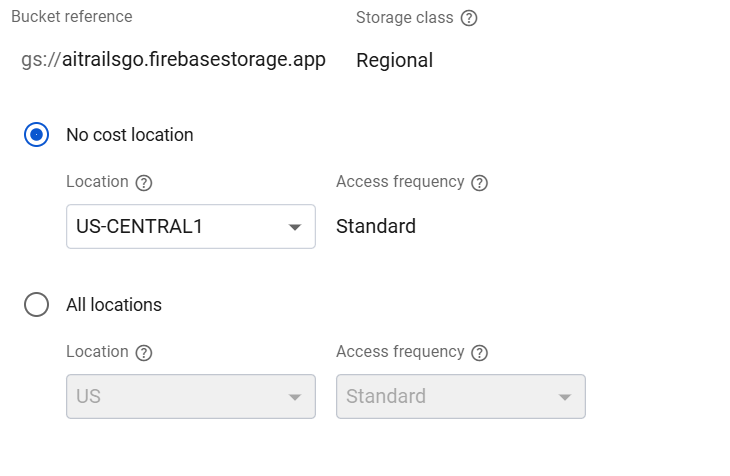 Bucket reference
Storage class
gs://aitrailsgo.firebasestorage.app
Regional
No cost location
Location
Access frequency
US-CENTRAL1
Standard
All locations
Location
Access frequency
US
Standard